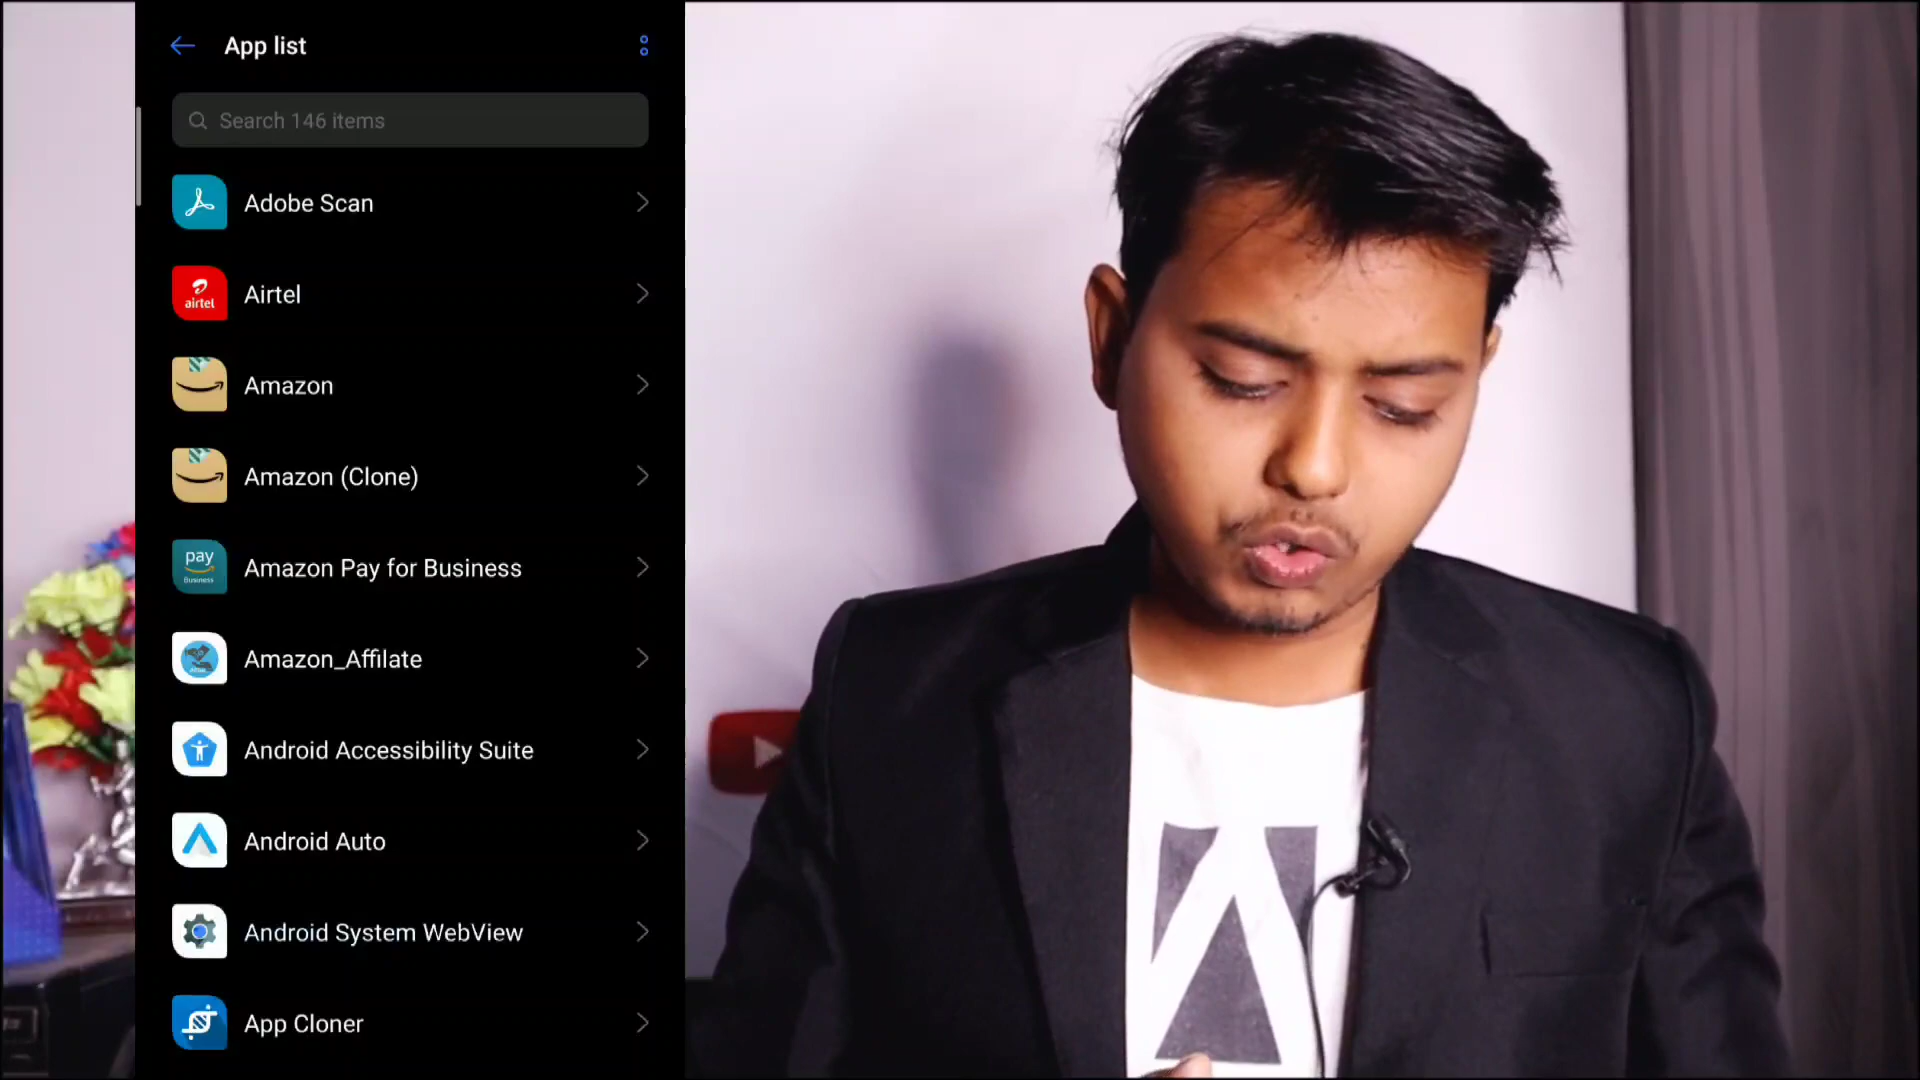 App list
Search 146 items
Adobe Scan
airtel
Airtel
Amazon
Amazon (Clone)
pay
Business
Amazon Pay for Business
Amazon_Affilate
Android Accessibility Suite
Android Auto
Android System WebView
App Cloner